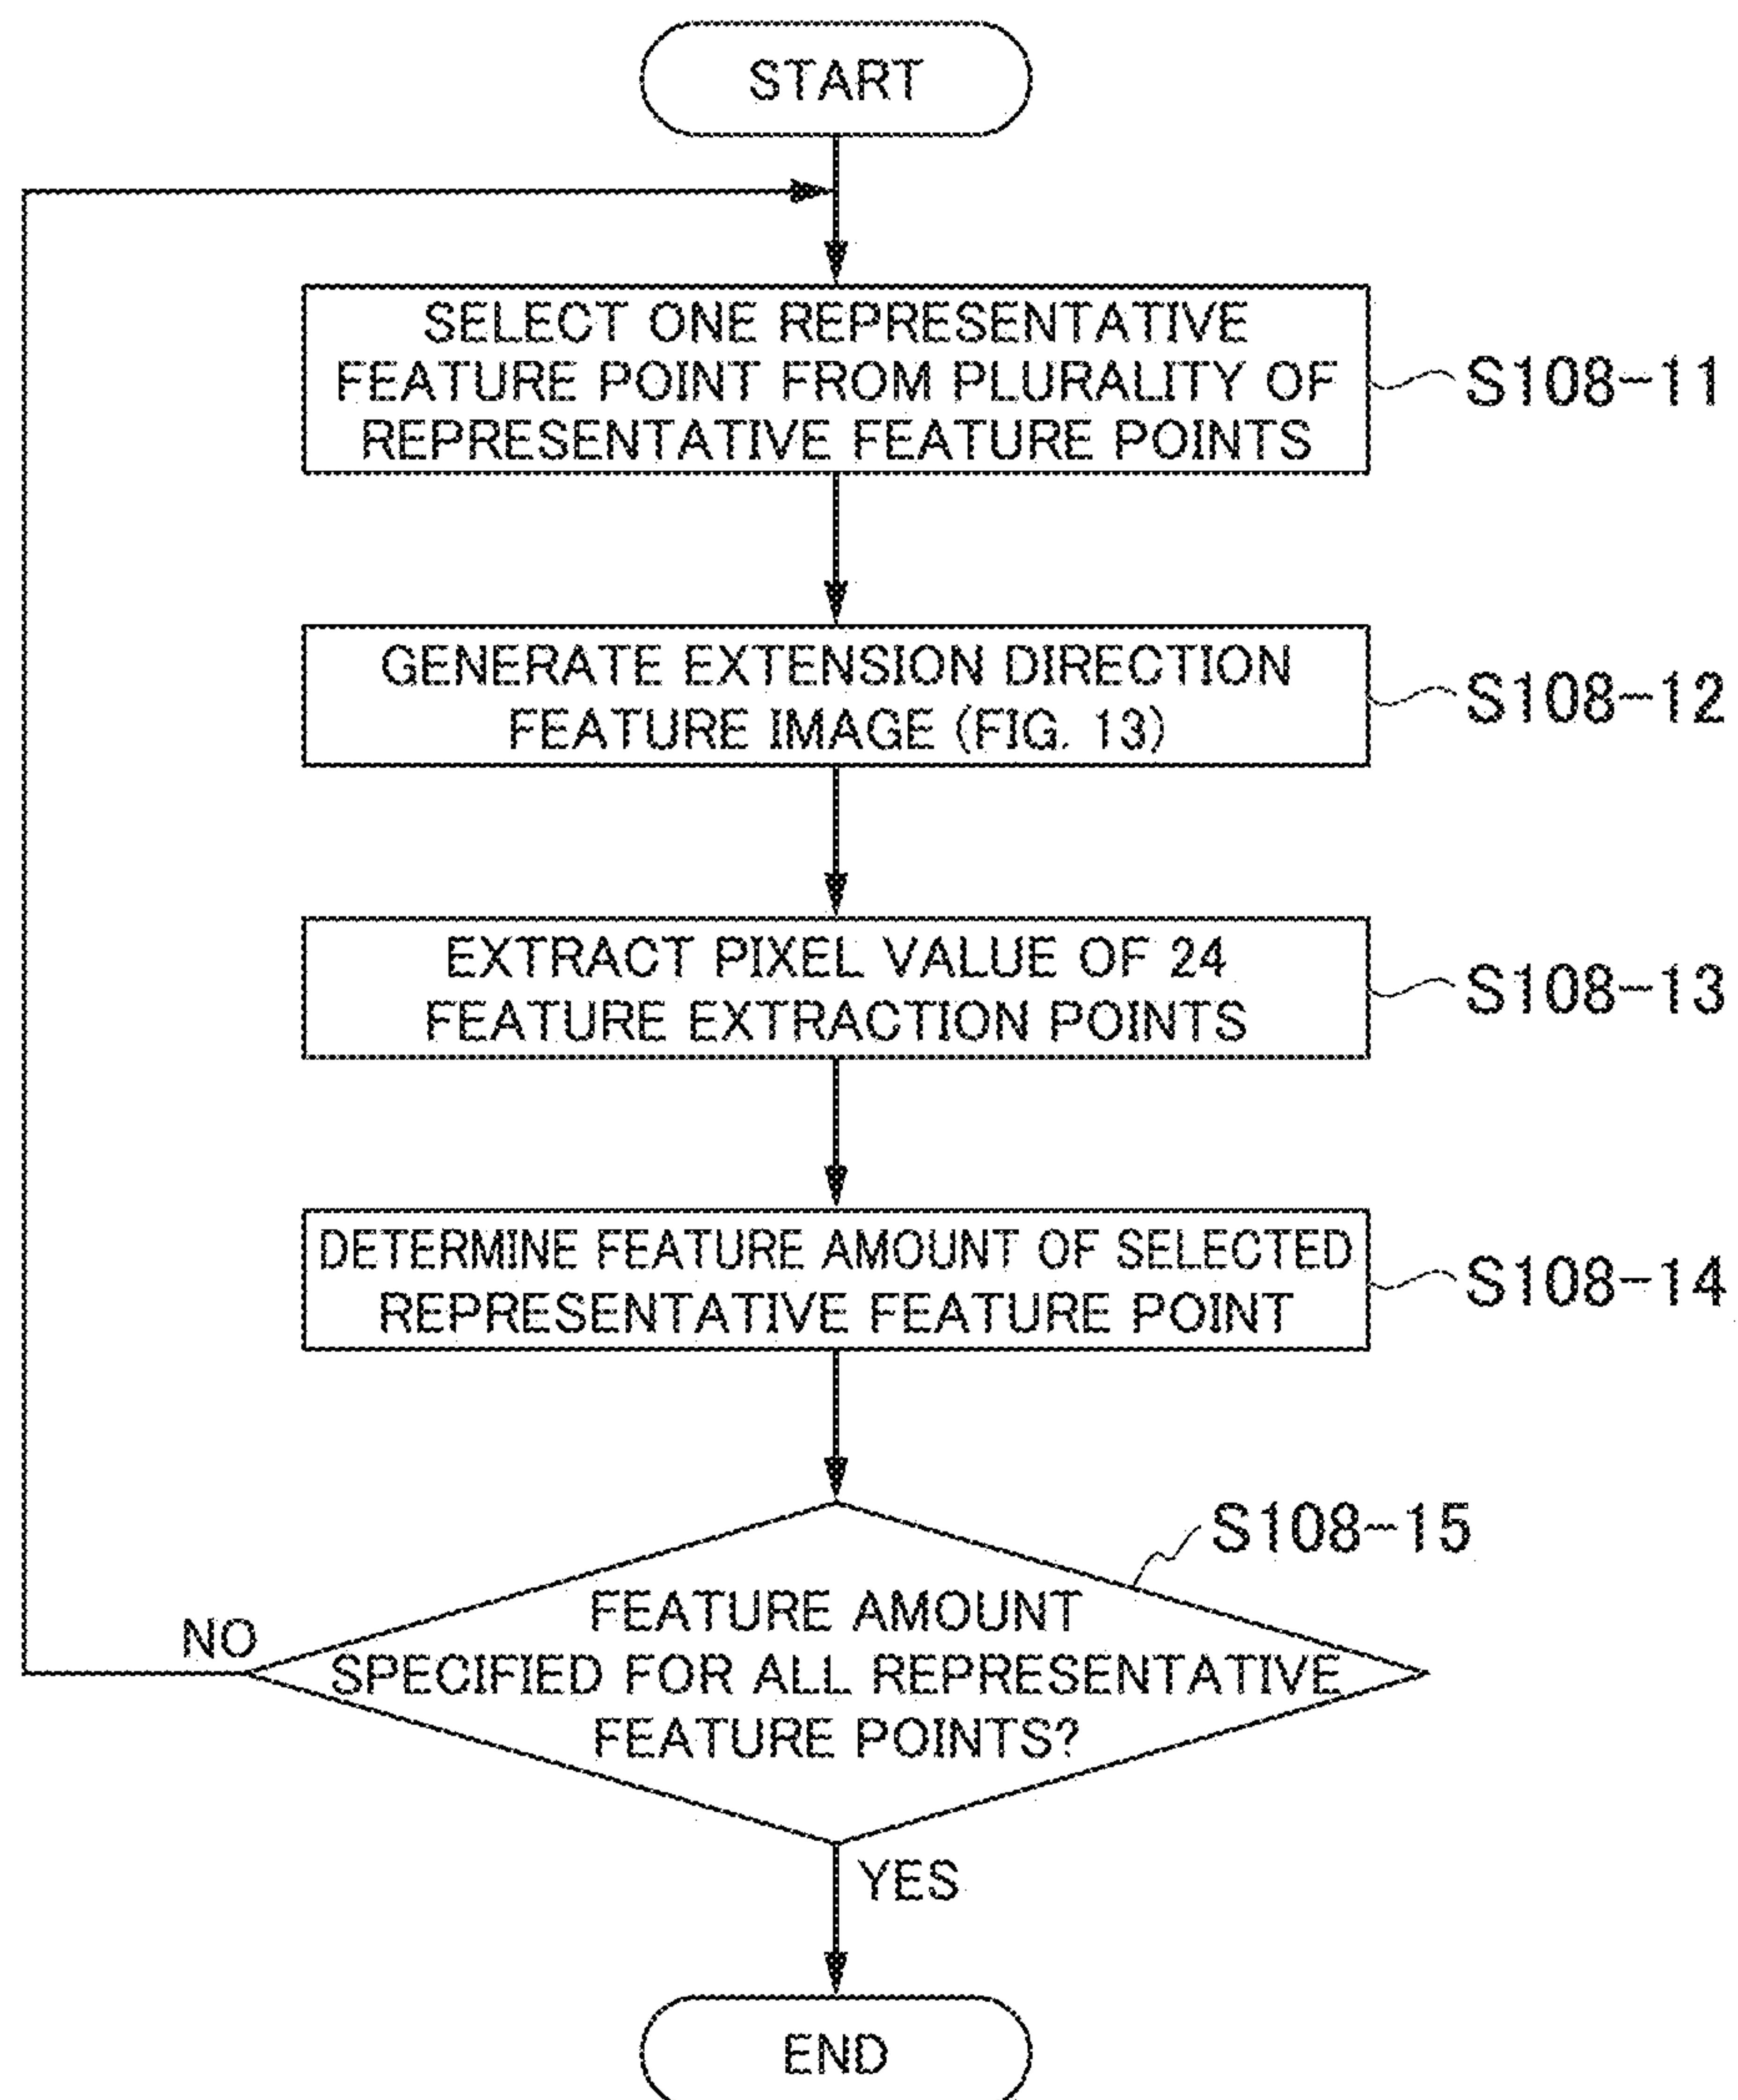 START
SELECT ONE REPRESENTATIVE
FEATURE POINT FROM PLURALITY OF
REPRESENTATIVE FEATURE POINTS
S108-11
GENERATE EXTENSION DIRECTION
FEATURE IMAGE (FIG. 13)
S108-12
EXTRACT PIXEL VALUE OF 24
FEATURE EXTRACTION POINTS
S108-13
DETERMINE FEATURE AMOUNT OF SELECTED
REPRESENTATIVE FEATURE POINT
S108-14
S108-15
FEATURE AMOUNT
SPECIFIED FOR ALL REPRESENTATIVE
FEATURE POINTS?
NO
YES
END